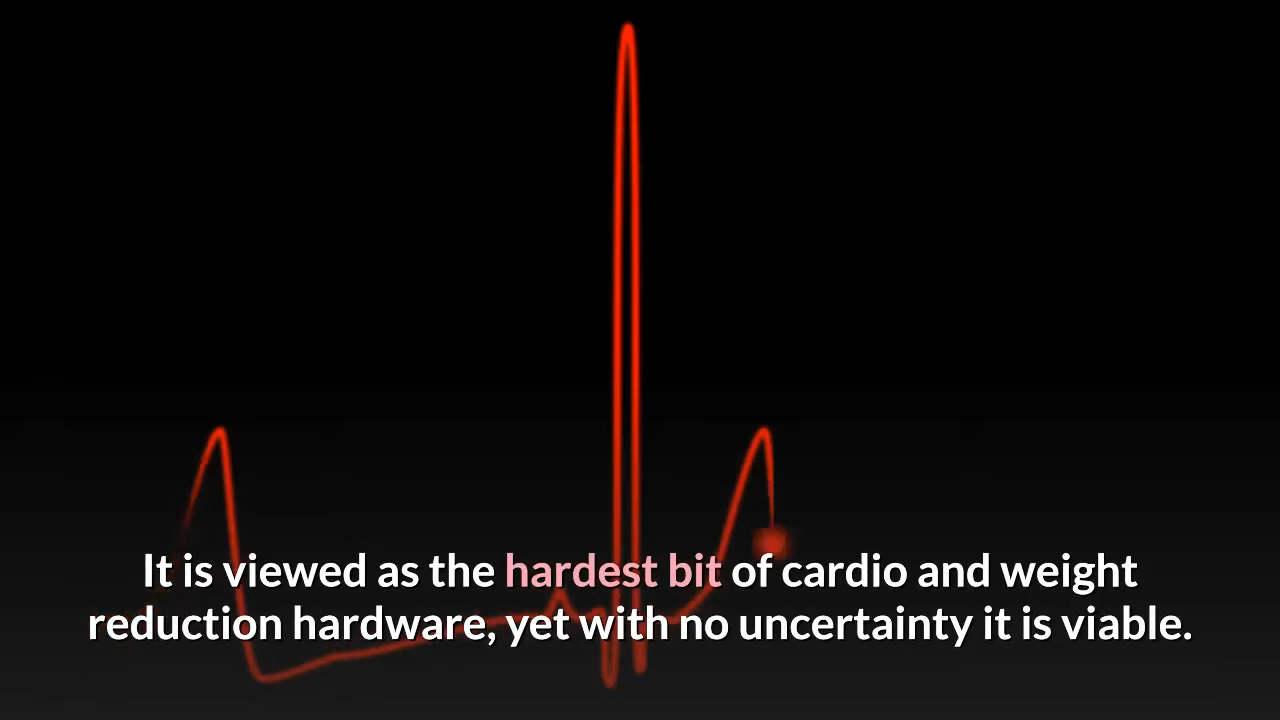 It is viewed as the hardest bit of cardio and weight
reduction hardware, yet with no uncertainty it is viable.